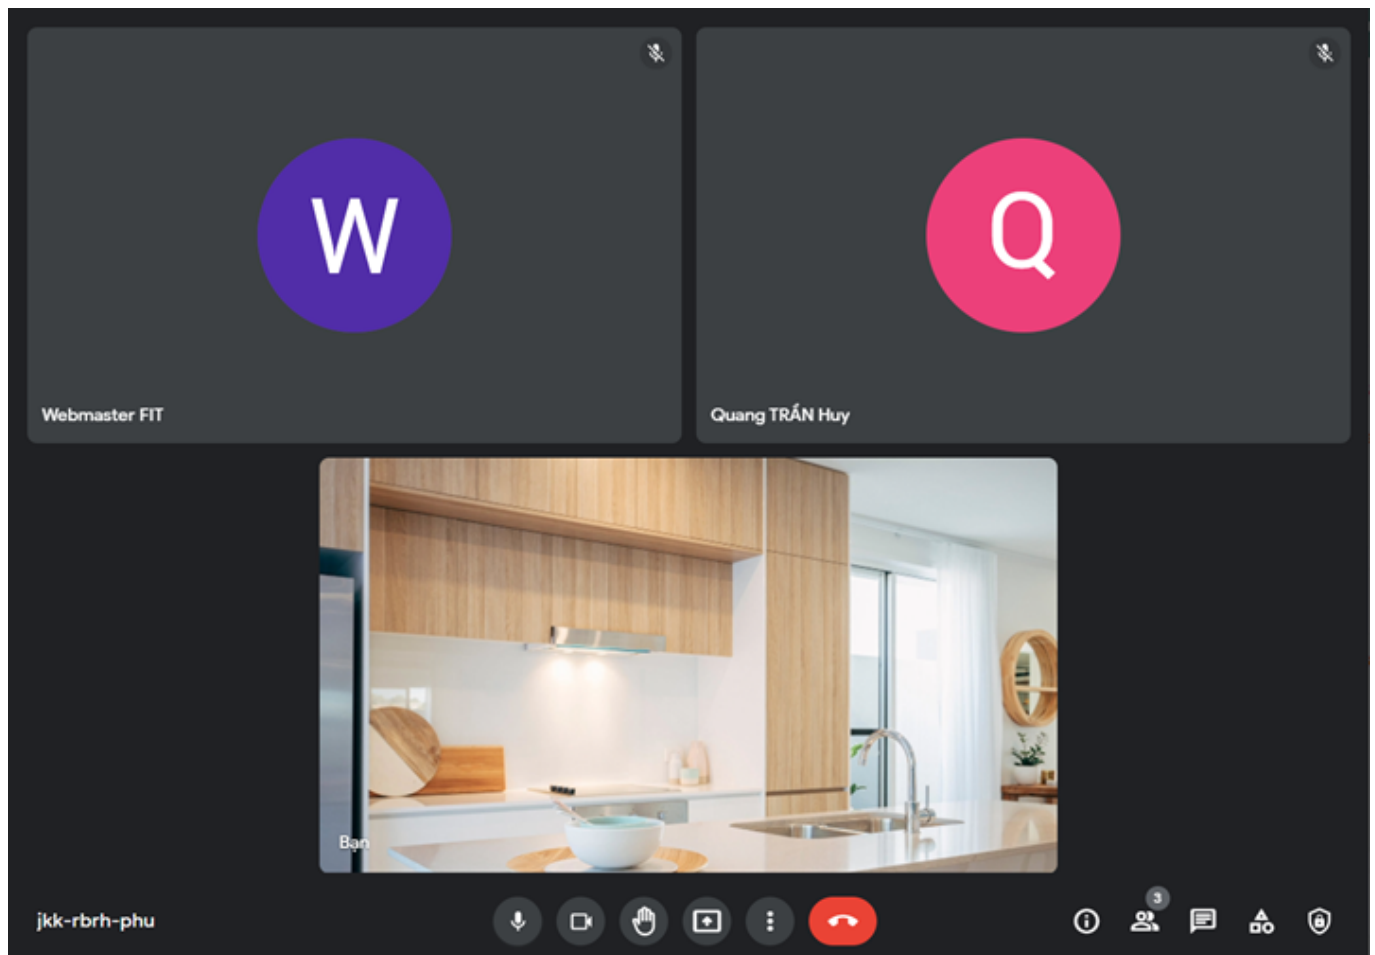 W
Q
Webmaster FIT
Quang TRẦN Huy
Bạn
jkk-rbrh-phu
3